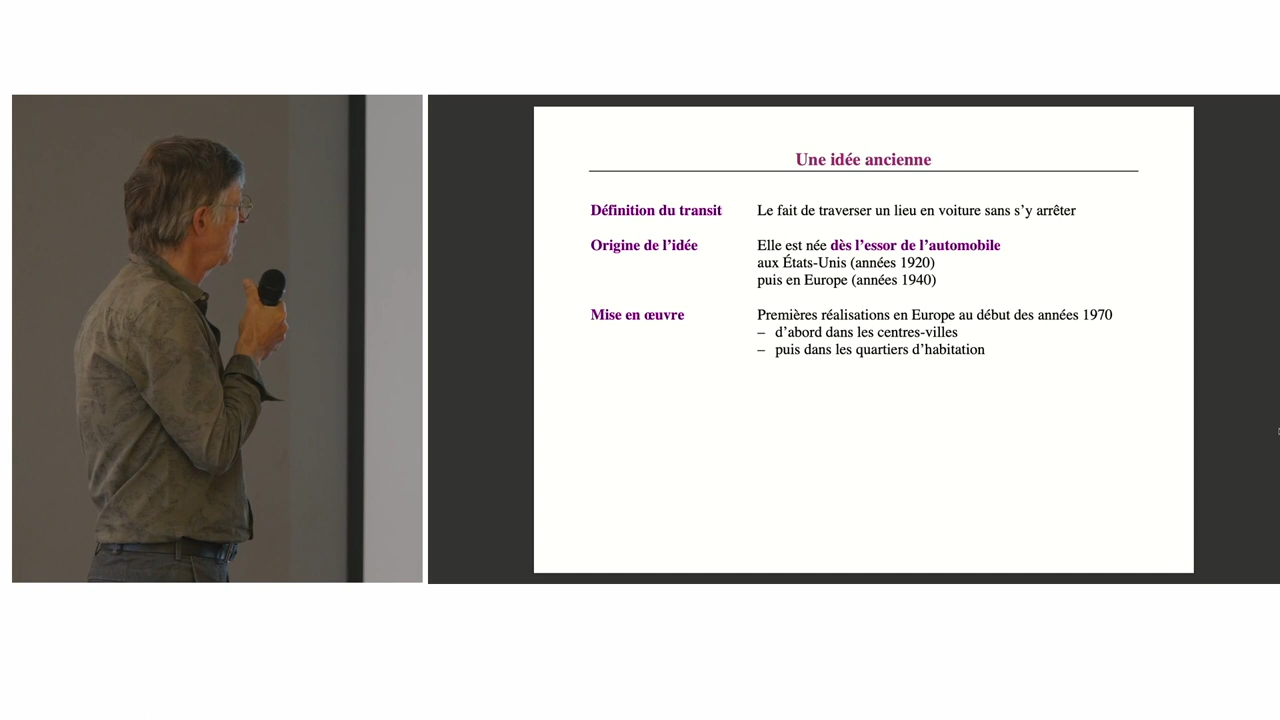 Une idée ancienne
Définition du transit Le fait de traverser un lieu en voiture sans s’y arrêter
Origine de l’idée Elle est née dès l’essor de l’automobile
aux États-Unis (années 1920)
puis en Europe (années 1940)
Mise en œuvre Premières réalisations en Europe au début des années 1970
– d’abord dans les centres-villes
– puis dans les quartiers d’habitation